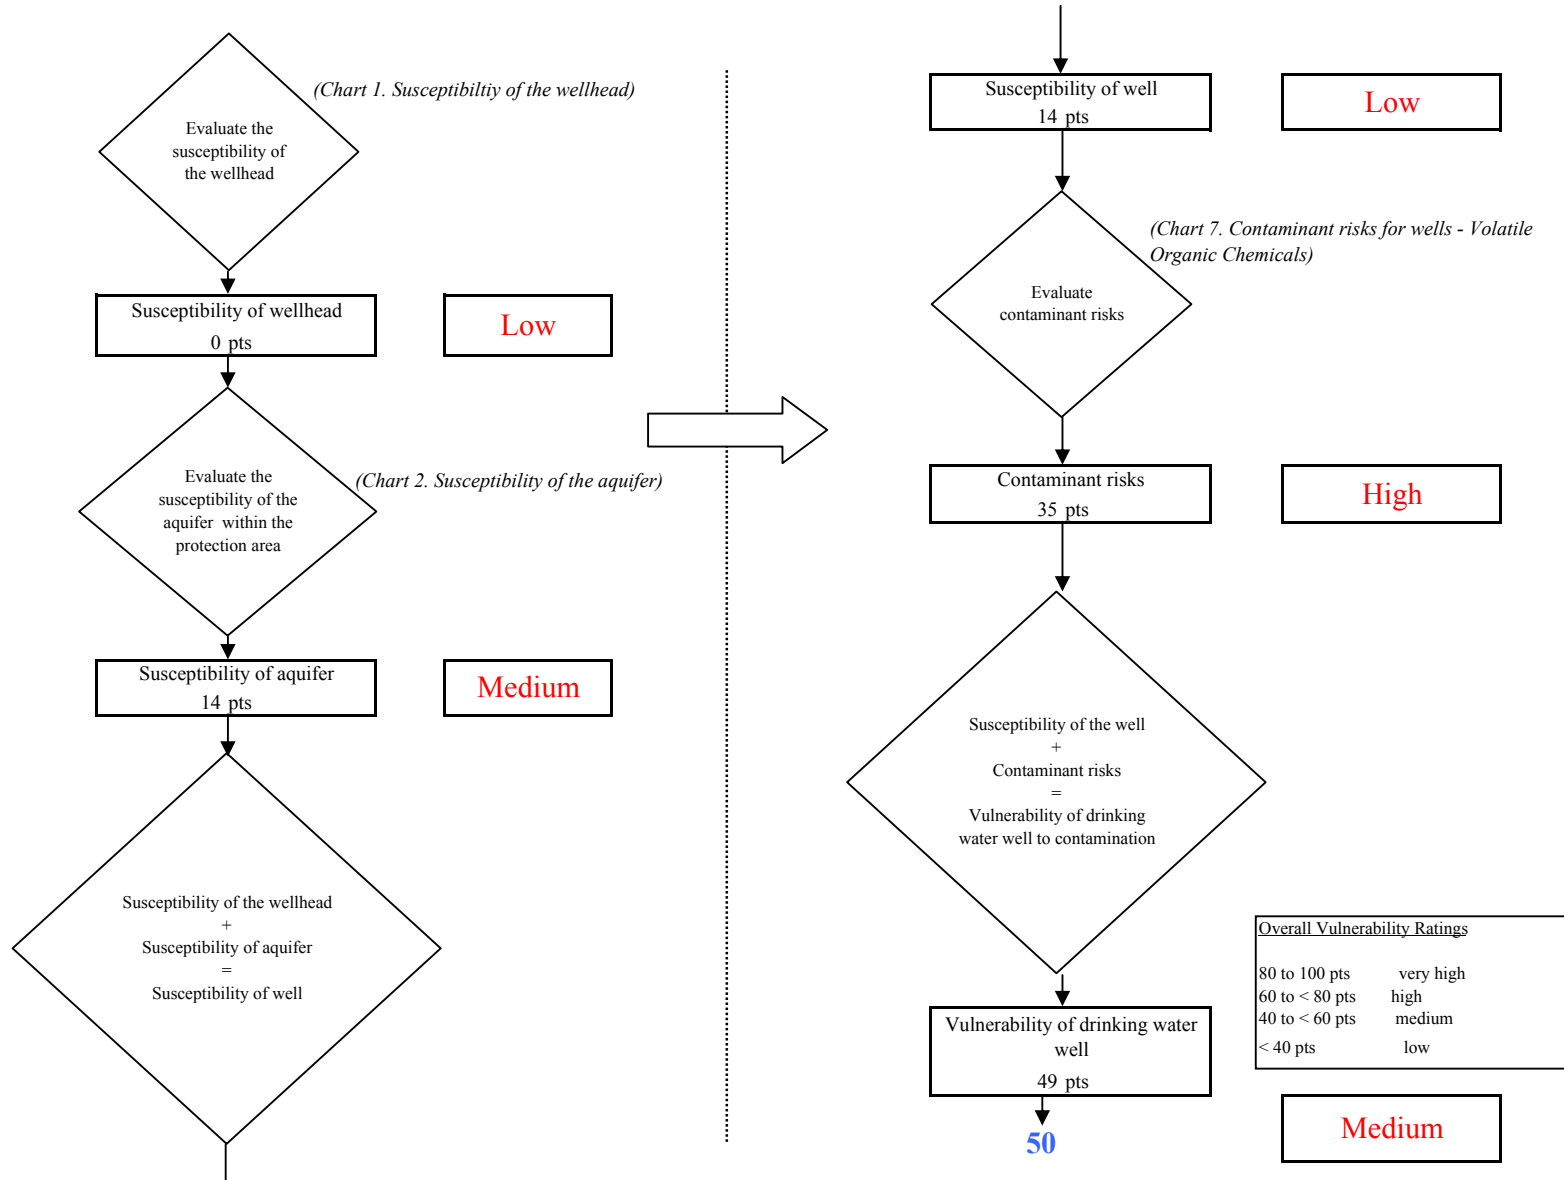 (Chart 1. Susceptibiltiy of the wellhead)
Evaluate the
susceptibility of
the wellhead
Susceptibility of wellhead
0 pts
Low
Evaluate the
susceptibility of the
aquifer within the
protection area
(Chart 2. Susceptibility of the aquifer)
Susceptibility of aquifer
14 pts
Medium
Susceptibility of the wellhead
+
Susceptibility of aquifer
=
Susceptibility of well
Susceptibility of well
14 pts
Low
(Chart 7. Contaminant risks for wells - Volatile
Organic Chemicals)
Evaluate
contaminant risks
Contaminant risks
35 pts
High
Susceptibility of the well
+
Contaminant risks
=
Vulnerability of drinking
water well to contamination
Overall Vulnerability Ratings
80 to 100 pts very high
60 to < 80 pts high
40 to < 60 pts medium
< 40 pts low
Vulnerability of drinking water
well
49 pts
50
Medium